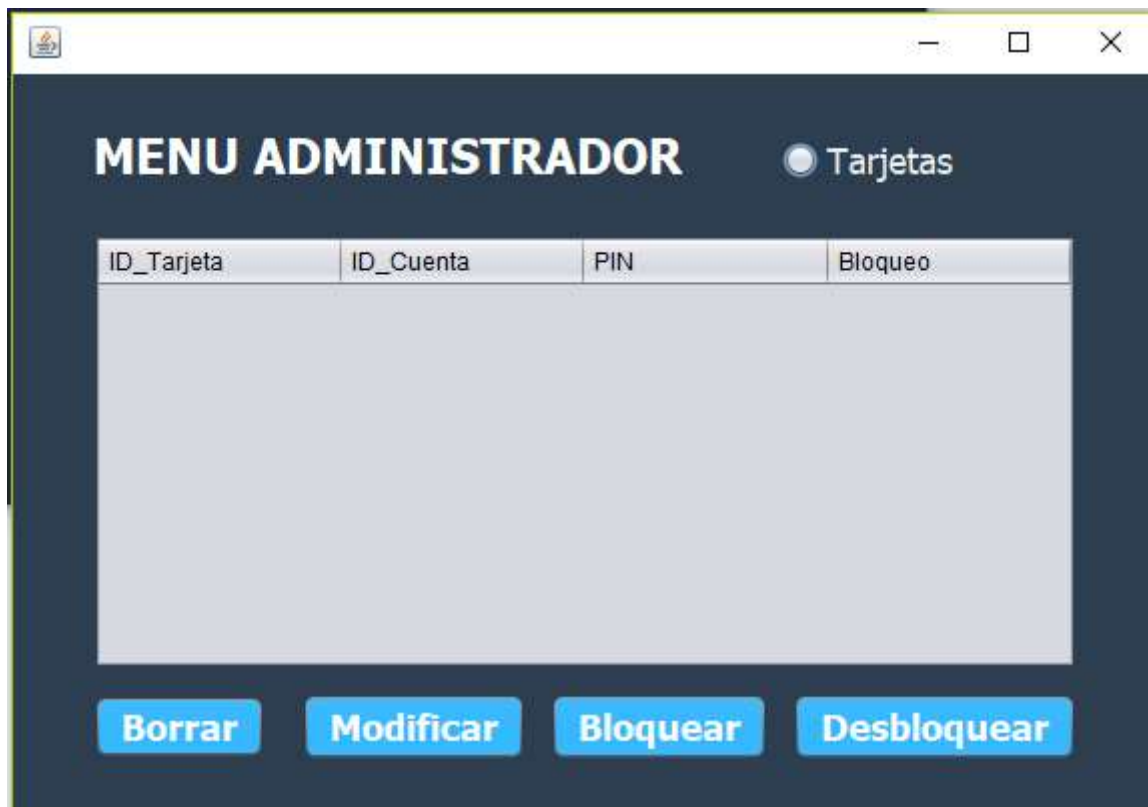 MENU ADMINISTRADOR Tarjetas
ID_Tarjeta ID_Cuenta PIN Bloqueo
Borrar Modificar Bloquear Desbloquear